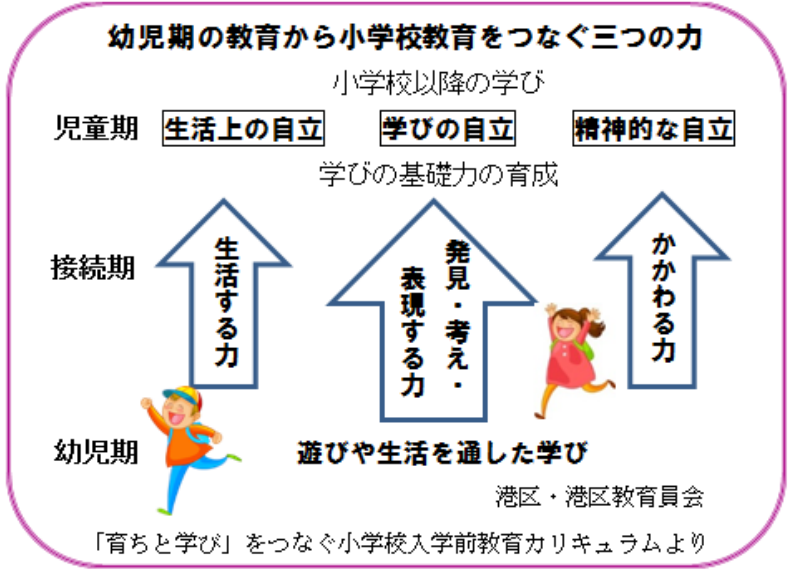 幼児期の教育から小学校教育をつなぐ三つの力
小学校以降の学び
児童期
生活上の自立
学びの自立
精神的な自立
学びの基礎力の育成
接続期
生活する力
発見・考え・
表現する力
かかわる力
幼児期
遊びや生活を通した学び
港区・港区教育員会
「育ちと学び」をつなぐ小学校入学前教育カリキュラムより